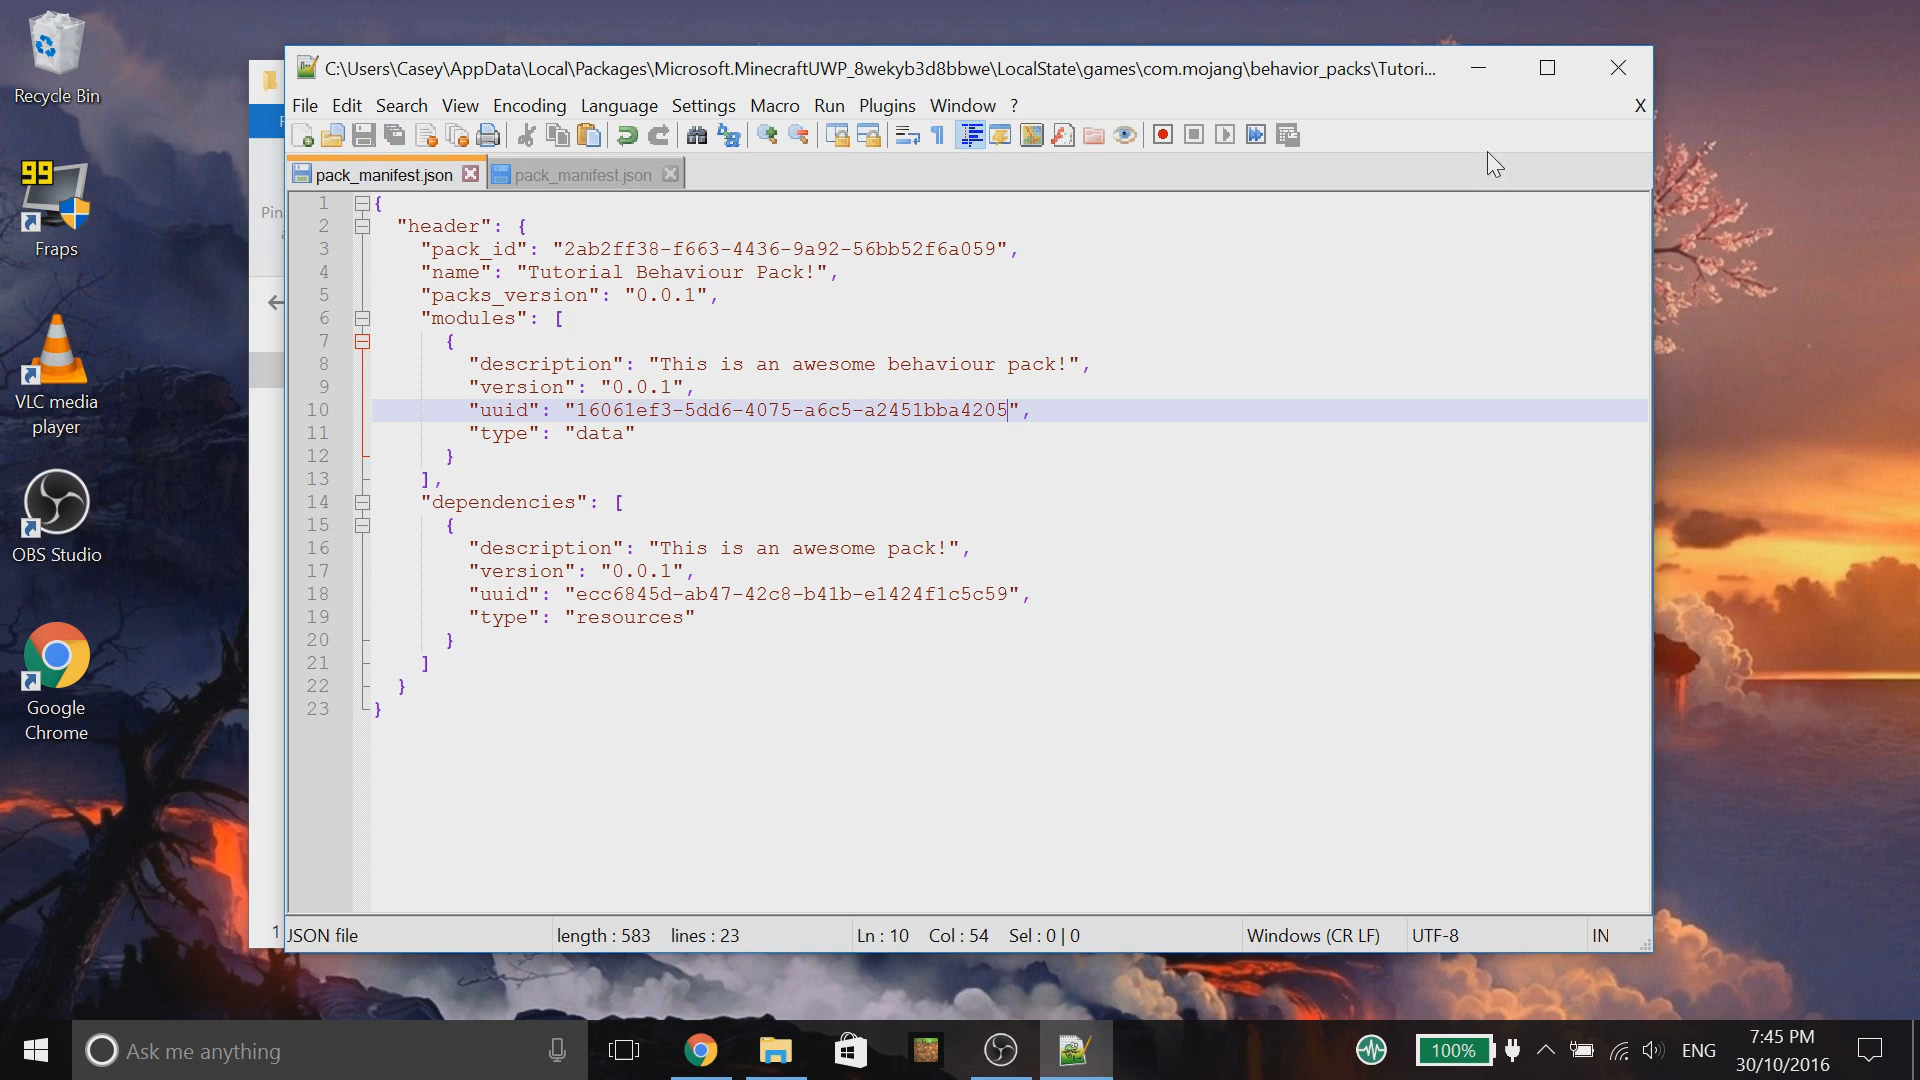 Recycle Bin
99
Fraps
VLC media
player
OBS Studio
Google
Chrome
Pin
C:\Users\Casey\AppData\Local\Packages\Microsoft.MinecraftUWP_8wekyb3d8bbwe\LocalState\games\com.mojang\behavior_packs\Tutori...
File Edit Search View Encoding Language Settings Macro Run Plugins Window ? X
pack_manifest.json pack_manifest.json
1 {
2 "header": {
3 "pack_id": "2ab2ff38-f663-4436-9a92-56bb52f6a059",
4 "name": "Tutorial Behaviour Pack!",
5 "packs_version": "0.0.1",
6 "modules": [
7 {
8 "description": "This is an awesome behaviour pack!",
9 "version": "0.0.1",
10 "uuid": "16061ef3-5dd6-4075-a6c5-a2451bba4205",
11 "type": "data"
12 }
13 ],
14 "dependencies": [
15 {
16 "description": "This is an awesome pack!",
17 "version": "0.0.1",
18 "uuid": "ecc6845d-ab47-42c8-b41b-e1424f1c5c59",
19 "type": "resources"
20 }
21 ]
22 }
23 }
1
JSON file length : 583 lines : 23 Ln : 10 Col : 54 Sel : 0 | 0 Windows (CR LF) UTF-8 IN
Ask me anything
100% ENG
7:45 PM
30/10/2016